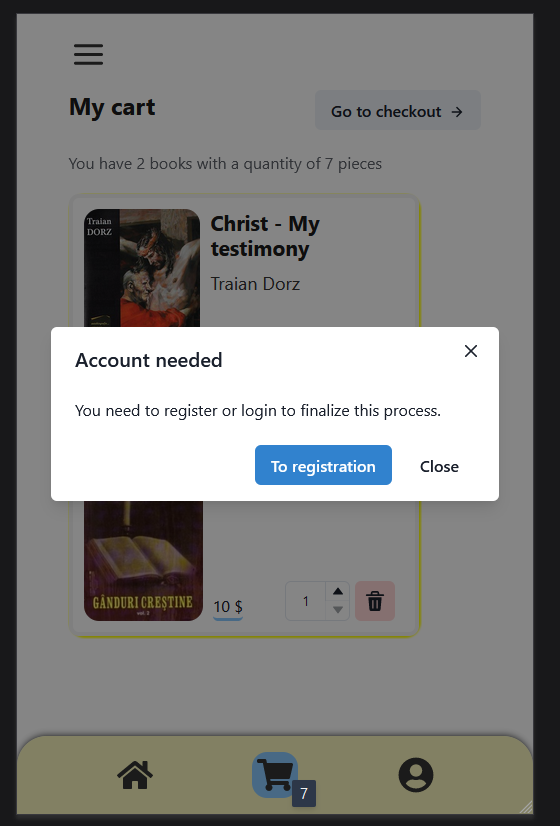 My cart
Go to checkout →
You have 2 books with a quantity of 7 pieces
Traian
DORZ
Christ - My
testimony
Traian Dorz
Account needed
You need to register or login to finalize this process.
To registration
Close
GÂNDURI CREȘTINE
vol. 2
10 $
1
7